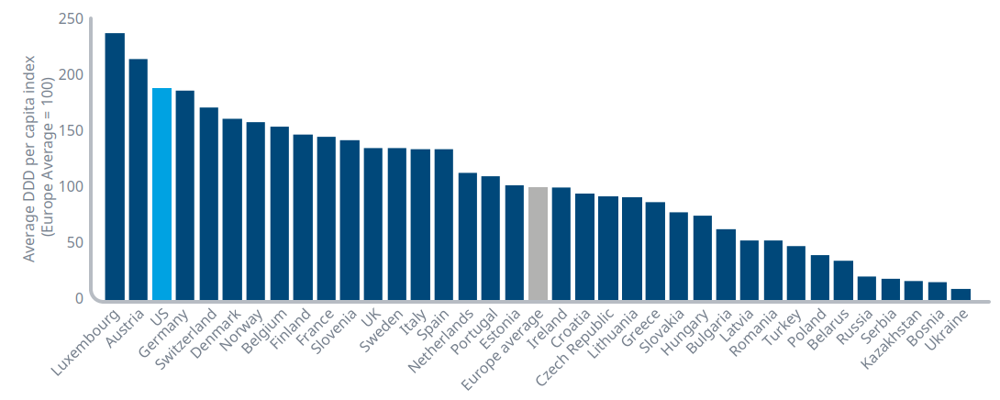 Average DDD per capita index
(Europe Average = 100)
250
200
150
100
50
0
Luxembourg
Austria
US
Germany
Switzerland
Denmark
Norway
Belgium
Finland
France
Slovenia
UK
Sweden
Italy
Spain
Netherlands
Portugal
Estonia
Europe average
Ireland
Croatia
Czech Republic
Lithuania
Greece
Slovakia
Hungary
Bulgaria
Latvia
Romania
Turkey
Poland
Belarus
Russia
Serbia
Kazakhstan
Bosnia
Ukraine